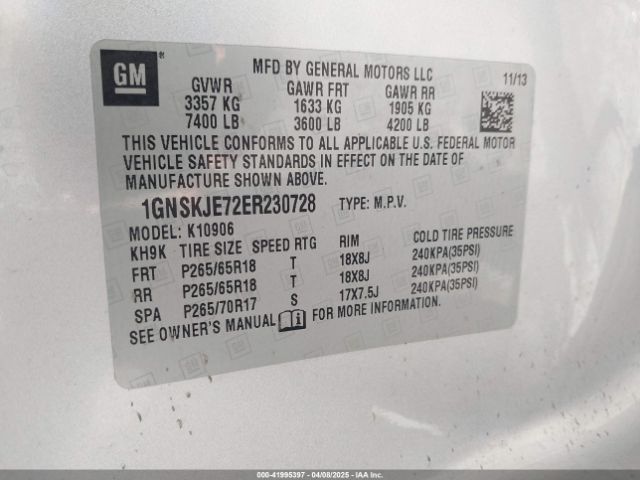 GM
MFD BY GENERAL MOTORS LLC 11/13
GVWR GAWR FRT GAWR RR
3357 KG 1633 KG 1905 KG
7400 LB 3600 LB 4200 LB
THIS VEHICLE CONFORMS TO ALL APPLICABLE U.S. FEDERAL MOTOR
VEHICLE SAFETY STANDARDS IN EFFECT ON THE DATE OF
MANUFACTURE SHOWN ABOVE.
1GNSKJE72ER230728 TYPE: M.P.V.
MODEL: K10906
KH9K TIRE SIZE SPEED RTG RIM COLD TIRE PRESSURE
FRT P265/65R18 T 18X8J 240KPA(35PSI)
RR P265/65R18 T 18X8J 240KPA(35PSI)
SPA P265/70R17 S 17X7.5J 240KPA(35PSI)
SEE OWNER'S MANUAL FOR MORE INFORMATION.
000-41995397 - 04/08/2025 - IAAI.COM